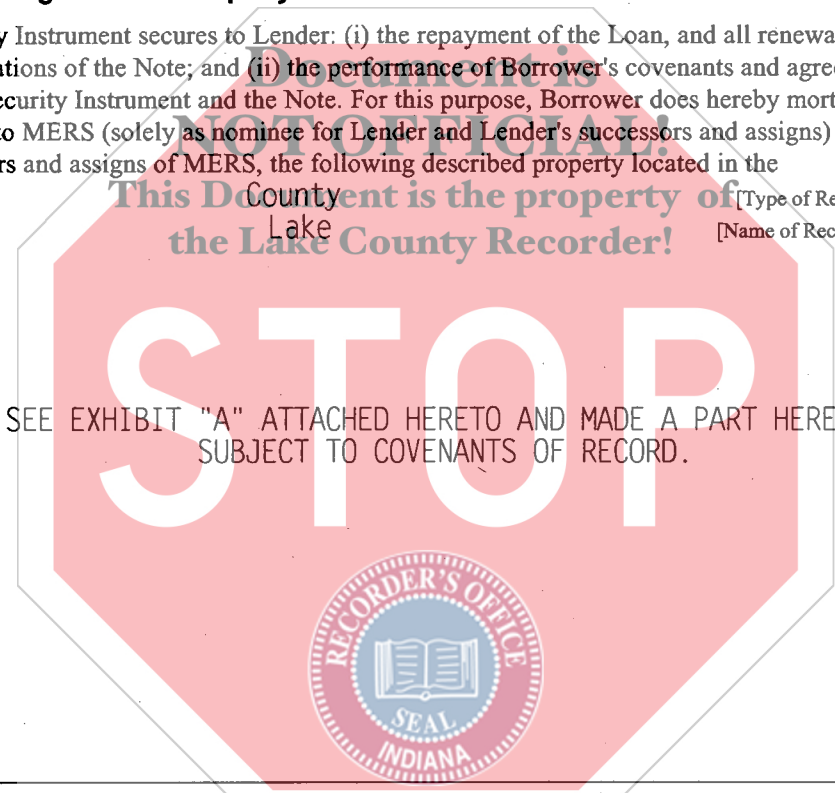 y Instrument secures to Lender: (i) the repayment of the Loan, and all renewa
ations of the Note; and (ii) the performance of Borrower's covenants and agree
ecurity Instrument and the Note. For this purpose, Borrower does hereby mort
to MERS (solely as nominee for Lender and Lender's successors and assigns)
rs and assigns of MERS, the following described property located in the
County [Type of Re
Lake [Name of Rec
Document is
NOT OFFICIAL!
This Document is the property of
the Lake County Recorder!
STOP
SEE EXHIBIT "A" ATTACHED HERETO AND MADE A PART HERE
SUBJECT TO COVENANTS OF RECORD.
RECORDER'S OFFICE
SEAL
INDIANA